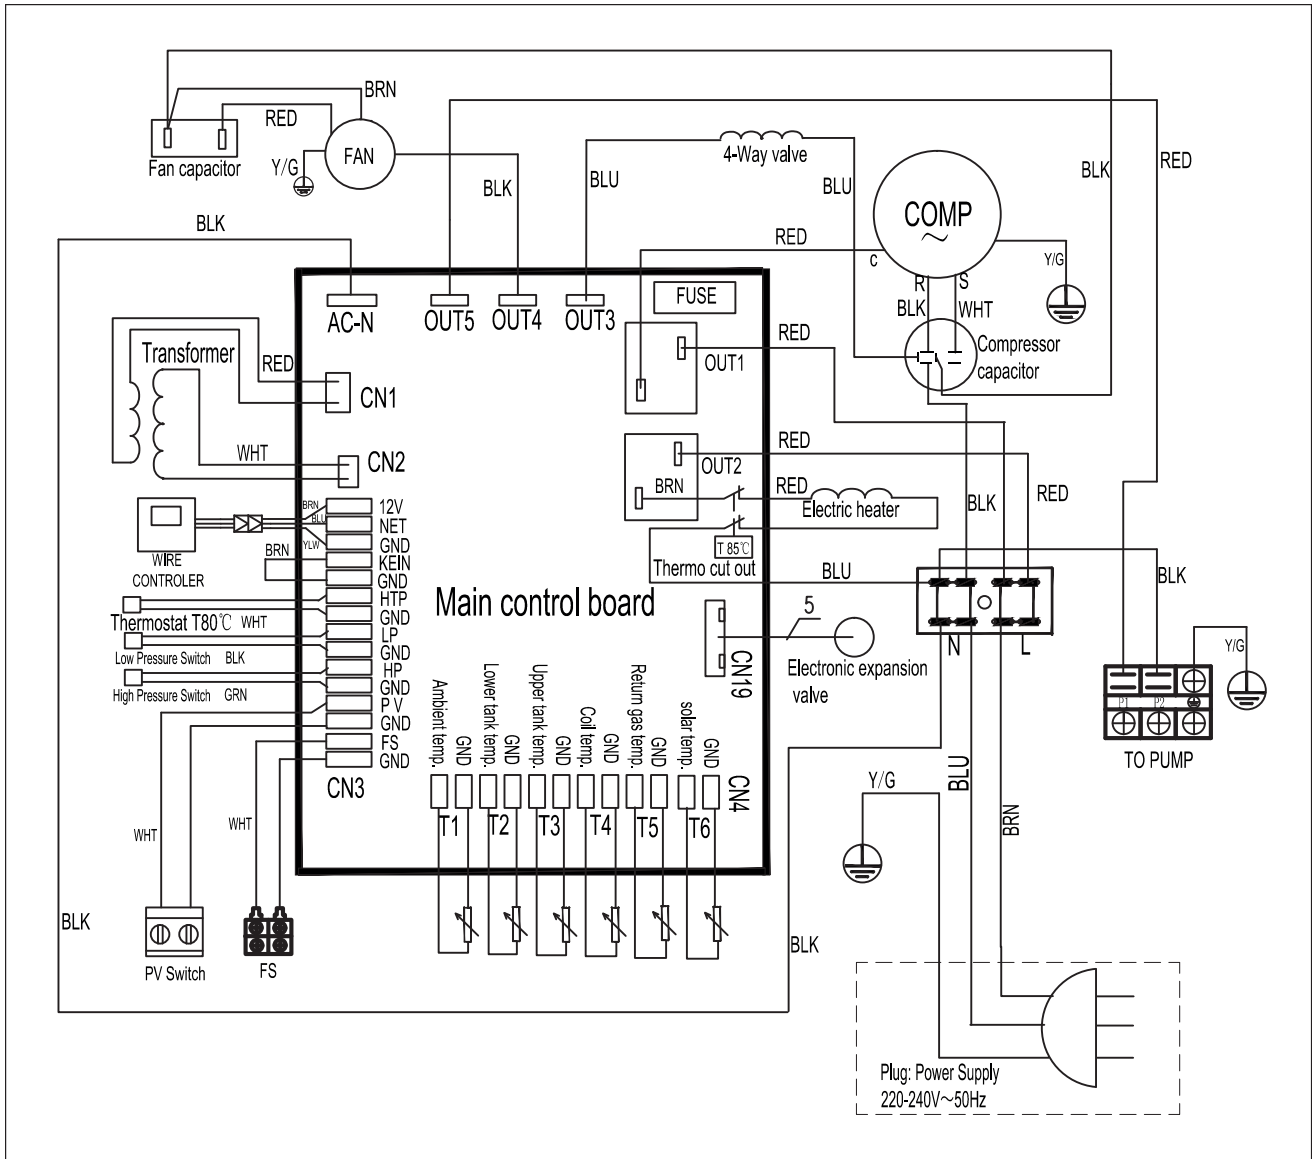 BRN
RED
FAN
Y/G
Fan capacitor
BLK
BLK
BLU
4-Way valve
BLU
COMP
~
RED
c
R
S
BLK
WHT
Y/G
BLK
RED
AC-N
OUT5
OUT4
OUT3
FUSE
OUT1
RED
Compressor
capacitor
Transformer
RED
CN1
WHT
CN2
OUT2
RED
BRN
RED
Electric heater
BLK
RED
T 85℃
Thermo cut out
BLU
BLK
WIRE
CONTROLER
BRN
BLU
YLW
BRN
12V
NET
GND
KEIN
GND
HTP
GND
LP
GND
HP
GND
P V
GND
FS
GND
CN3
Thermostat T80℃ WHT
Low Pressure Switch BLK
High Pressure Switch GRN
Main control board
CN19
5
Electronic expansion
valve
N
L
Y/G
P1
P2
TO PUMP
Ambient temp.
GND
Lower tank temp.
GND
Upper tank temp.
GND
Coil temp.
GND
Return gas temp.
GND
solar temp.
GND
CN4
T1
T2
T3
T4
T5
T6
WHT
WHT
PV Switch
FS
BLK
BLK
Y/G
BLU
BRN
Plug: Power Supply
220-240V～50Hz